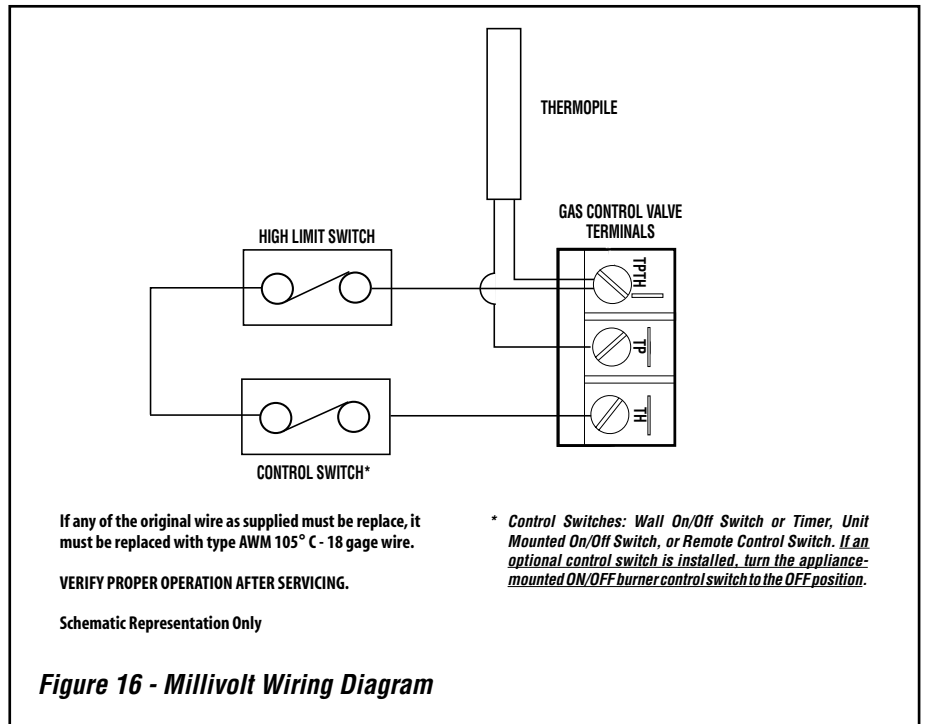 THERMOPILE
GAS CONTROL VALVE
TERMINALS
HIGH LIMIT SWITCH
TPTH
TP
TH
CONTROL SWITCH*
If any of the original wire as supplied must be replace, it
must be replaced with type AWM 105° C - 18 gage wire.
VERIFY PROPER OPERATION AFTER SERVICING.
Schematic Representation Only
* Control Switches: Wall On/Off Switch or Timer, Unit
Mounted On/Off Switch, or Remote Control Switch. If an
optional control switch is installed, turn the appliance-
mounted ON/OFF burner control switch to the OFF position.
Figure 16 - Millivolt Wiring Diagram